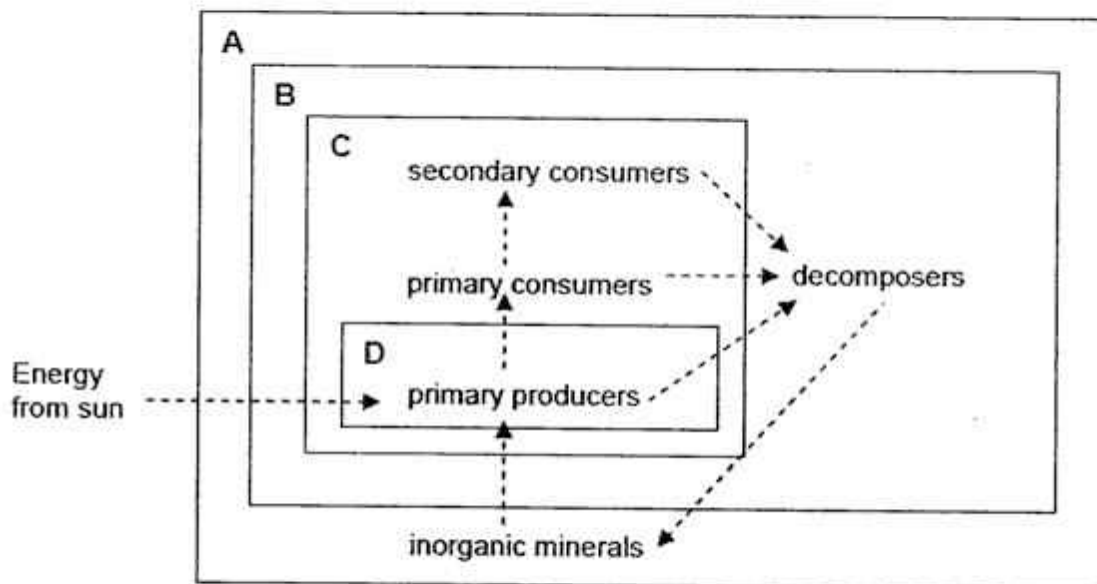 A
B
C
secondary consumers
decomposers
primary consumers
D
Energy
from sun
primary producers
inorganic minerals